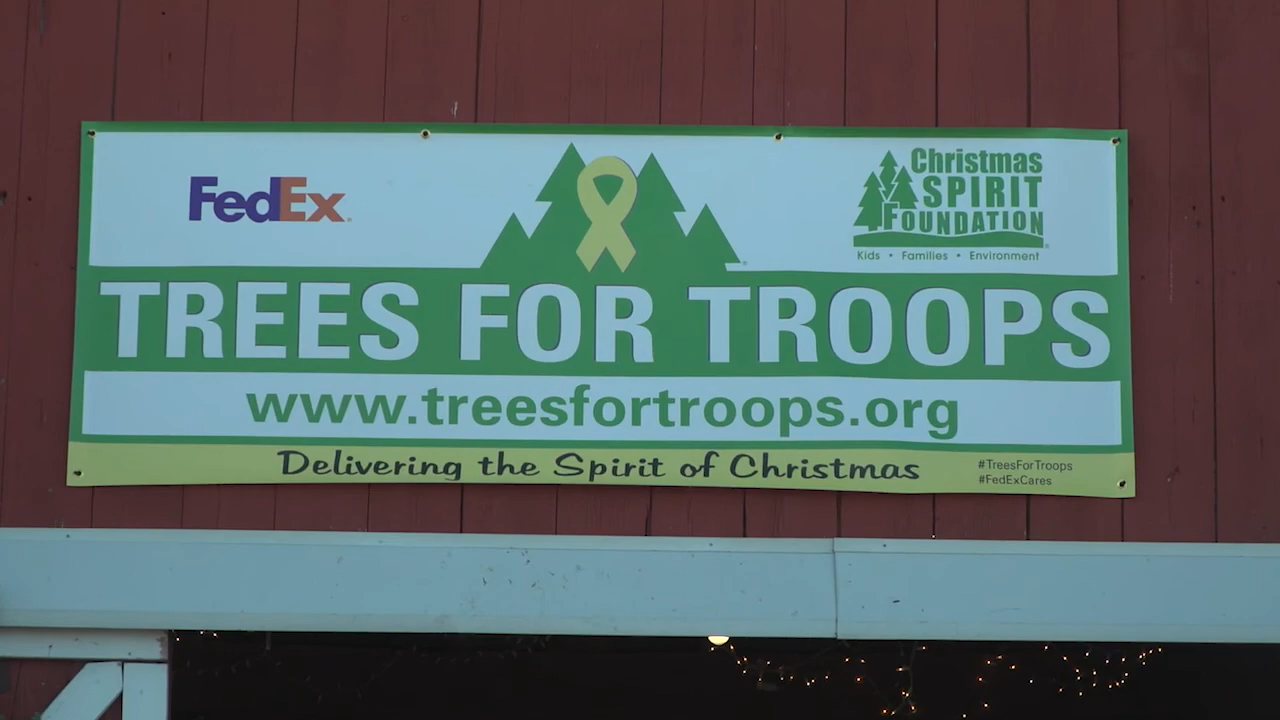 FedEx®
Christmas
SPIRIT
FOUNDATION
Kids • Families • Environment
TREES FOR TROOPS
www.treesfortroops.org
Delivering the Spirit of Christmas
#TreesForTroops
#FedExCares